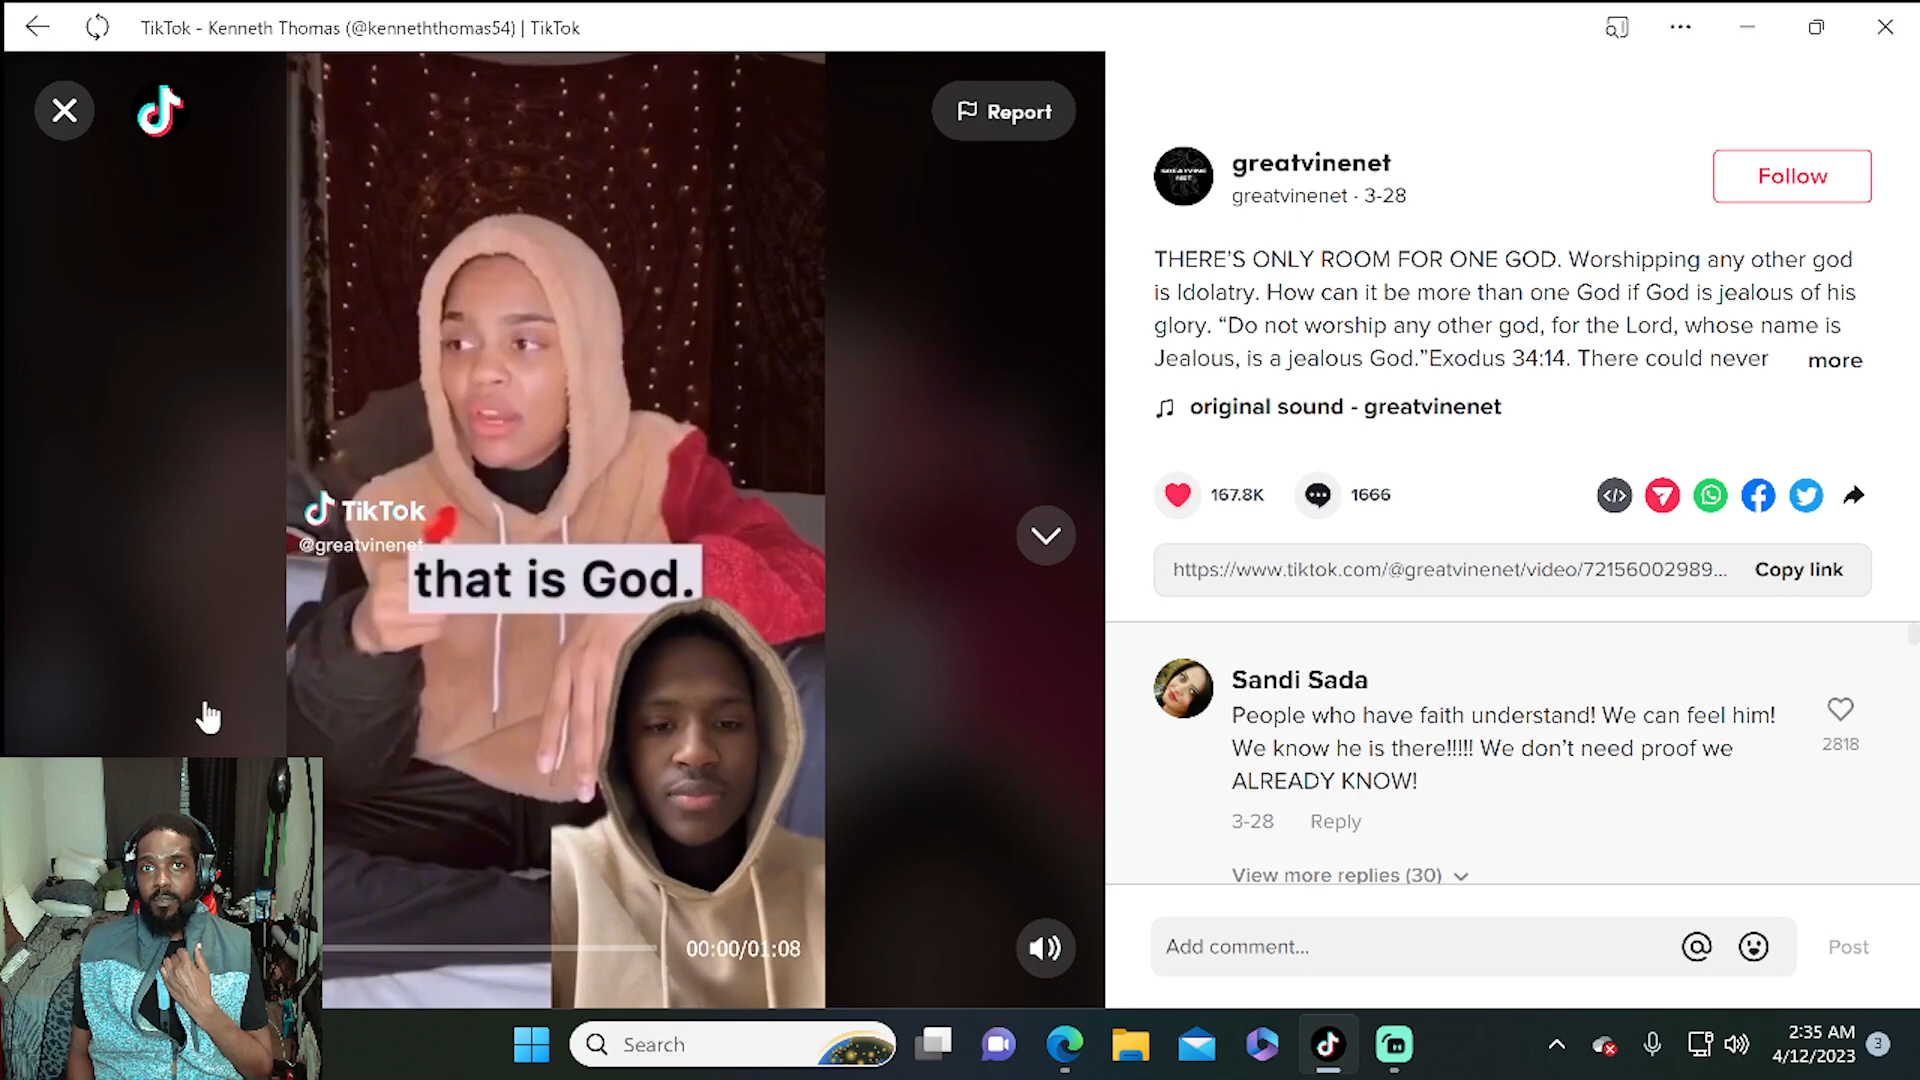 TikTok - Kenneth Thomas (@kenneththomas54) | TikTok
Report
TikTok
@greatvinenet
that is God.
00:00/01:08
GREATVINE
NET
greatvinenet
greatvinenet · 3-28
Follow
THERE'S ONLY ROOM FOR ONE GOD. Worshipping any other god
is Idolatry. How can it be more than one God if God is jealous of his
glory. “Do not worship any other god, for the Lord, whose name is
Jealous, is a jealous God.”Exodus 34:14. There could never more
original sound - greatvinenet
167.8K
1666
https://www.tiktok.com/@greatvinenet/video/72156002989... Copy link
Sandi Sada
People who have faith understand! We can feel him!
We know he is there!!!!! We don't need proof we
ALREADY KNOW!
2818
3-28 Reply
View more replies (30)
Add comment... Post
Search
2:35 AM
4/12/2023
3